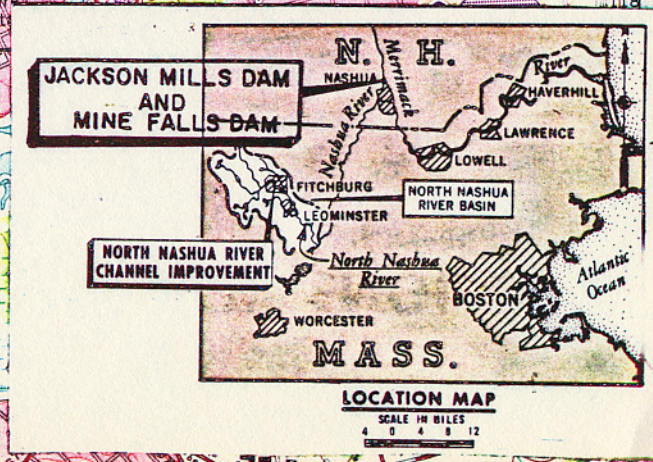 N. H.
JACKSON MILLS DAM
AND
MINE FALLS DAM
NASHUA
Merrimack
River
Nashua River
HAVERHILL
LAWRENCE
LOWELL
FITCHBURG
NORTH NASHUA
RIVER BASIN
LEOMINSTER
NORTH NASHUA RIVER
CHANNEL IMPROVEMENT
North Nashua
River
Atlantic
Ocean
BOSTON
WORCESTER
MASS.
LOCATION MAP
SCALE IN MILES
4 0 4 8 12